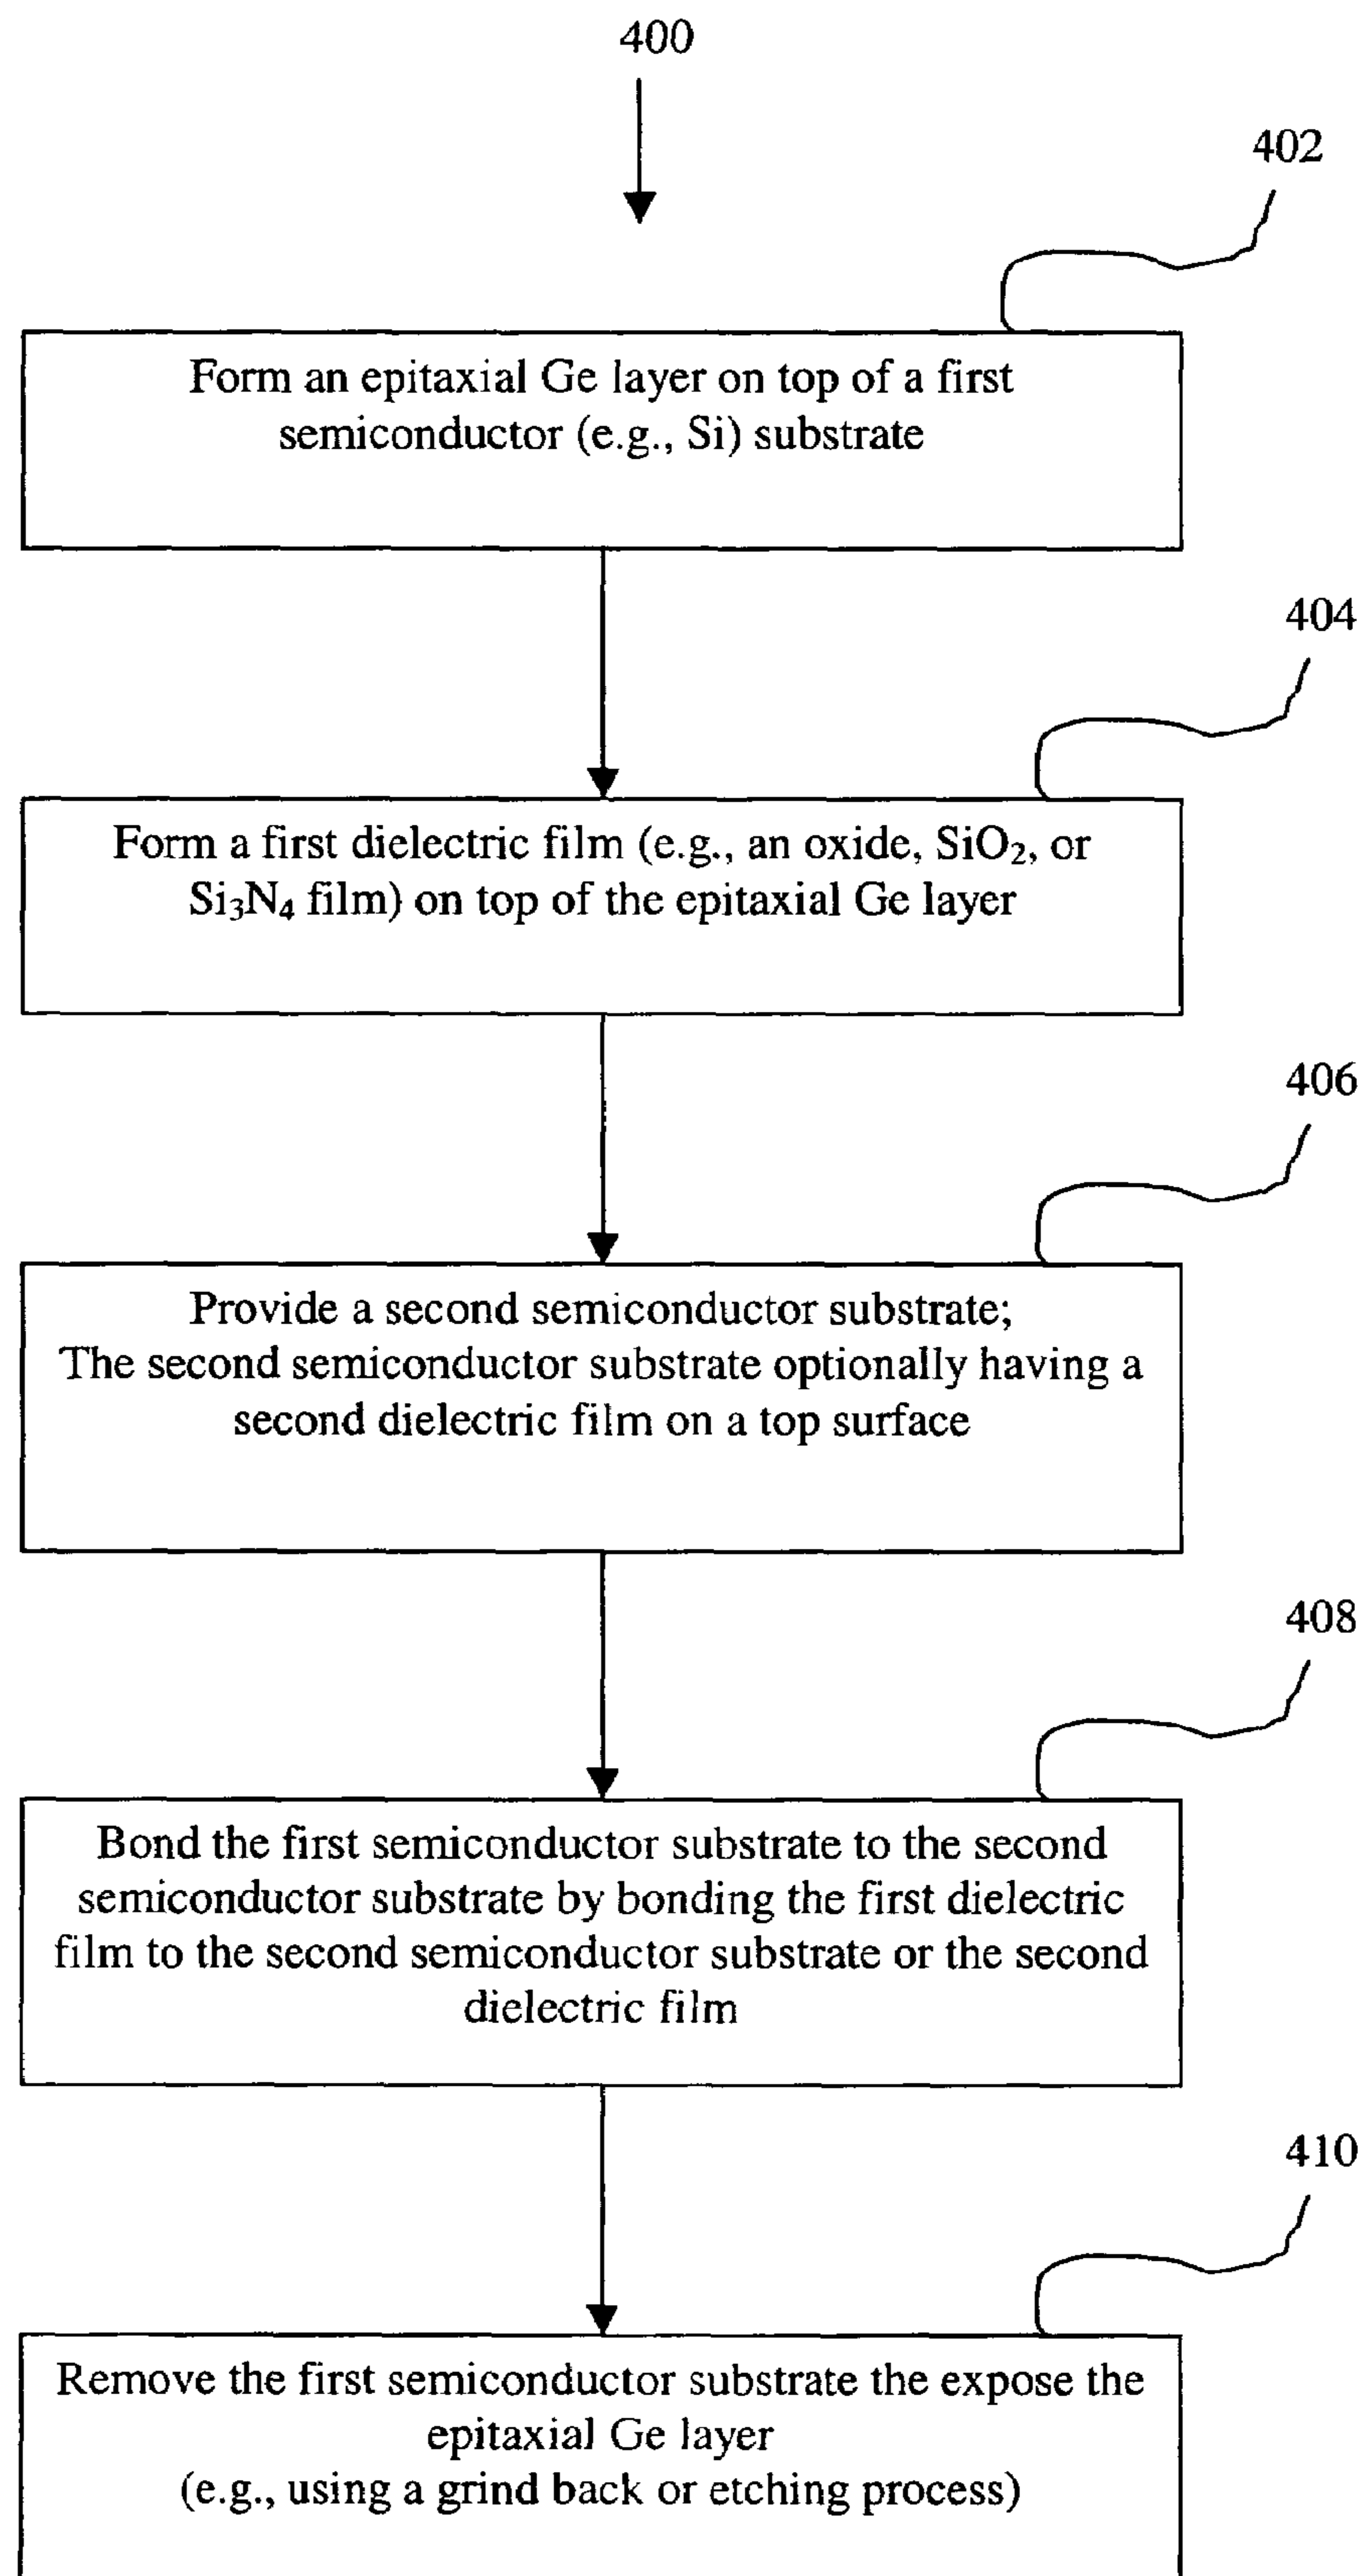 400
402
Form an epitaxial Ge layer on top of a first
semiconductor (e.g., Si) substrate
404
Form a first dielectric film (e.g., an oxide, SiO₂, or
Si₃N₄ film) on top of the epitaxial Ge layer
406
Provide a second semiconductor substrate;
The second semiconductor substrate optionally having a
second dielectric film on a top surface
408
Bond the first semiconductor substrate to the second
semiconductor substrate by bonding the first dielectric
film to the second semiconductor substrate or the second
dielectric film
410
Remove the first semiconductor substrate the expose the
epitaxial Ge layer
(e.g., using a grind back or etching process)